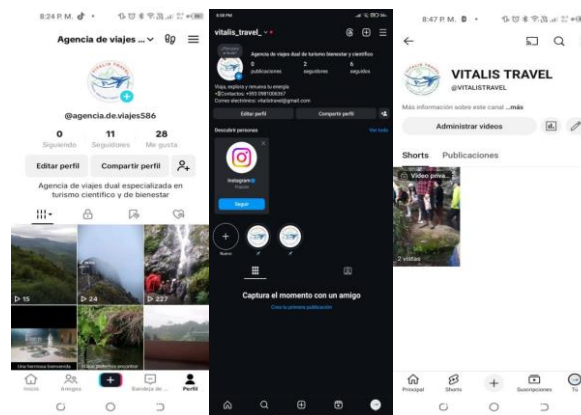 8:24 P. M.
Agencia de viajes ...
VITALIS TRAVEL
@agencia.de.viajes586
0 11 28
Siguiendo Seguidores Me gusta
Editar perfil Compartir perfil
Agencia de viajes dual especializada en
turismo científico y de bienestar
15
24
227
Una hermosa bienvenida
Inicio Amigos Bandeja de ... Perfil
vitalis_travel_
Agencia de viajes dual de turismo bienestar y científico
0 2 6
publicaciones seguidores seguidos
Viaja, explora y renueva tu energía
Editar perfil Compartir perfil
Descubrir personas Ver todo
Instagram
Popular
Seguir
Nuevo
Captura el momento con un amigo
Crea tu primera publicación
8:47 P. M.
VITALIS TRAVEL
@VITALISTRAVEL
Más información sobre este canal ...más
Administrar videos
Shorts Publicaciones
Video priva...
2 vistas
Principal Shorts Suscripciones Tú